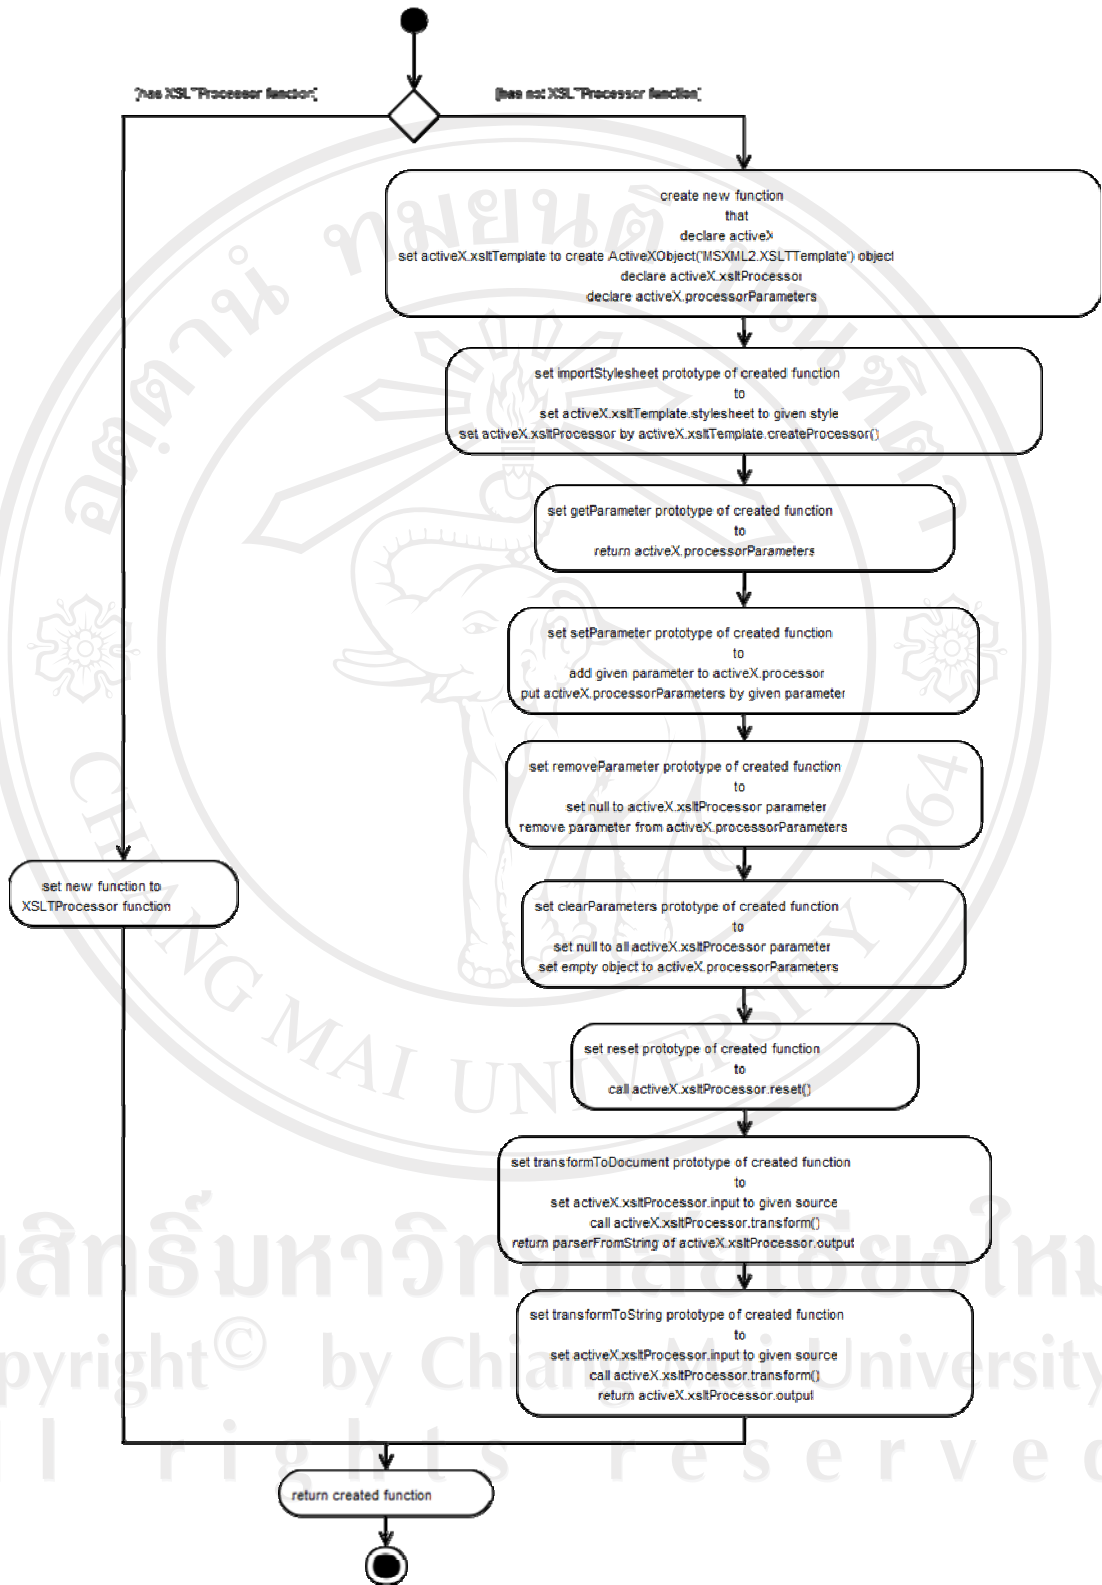 [has XSLTProcessor function]
[has not XSLTProcessor function]
create new function
that
declare activeX
set activeX.xsltTemplate to create ActiveXObject('MSXML2.XSLTTemplate') object
declare activeX.xsltProcessor
declare activeX.processorParameters
set importStylesheet prototype of created function
to
set activeX.xsltTemplate.stylesheet to given style
set activeX.xsltProcessor by activeX.xsltTemplate.createProcessor()
set getParameter prototype of created function
to
return activeX.processorParameters
set setParameter prototype of created function
to
add given parameter to activeX.processor
put activeX.processorParameters by given parameter
set removeParameter prototype of created function
to
set null to activeX.xsltProcessor parameter
remove parameter from activeX.processorParameters
set new function to
XSLTProcessor function
set clearParameters prototype of created function
to
set null to all activeX.xsltProcessor parameter
set empty object to activeX.processorParameters
set reset prototype of created function
to
call activeX.xsltProcessor.reset()
set transformToDocument prototype of created function
to
set activeX.xsltProcessor.input to given source
call activeX.xsltProcessor.transform()
return parserFromString of activeX.xsltProcessor.output
set transformToString prototype of created function
to
set activeX.xsltProcessor.input to given source
call activeX.xsltProcessor.transform()
return activeX.xsltProcessor.output
return created function
CHIANG MAI UNIVERSITY 1964
pyright© by Chiang Mai University
rights reserved